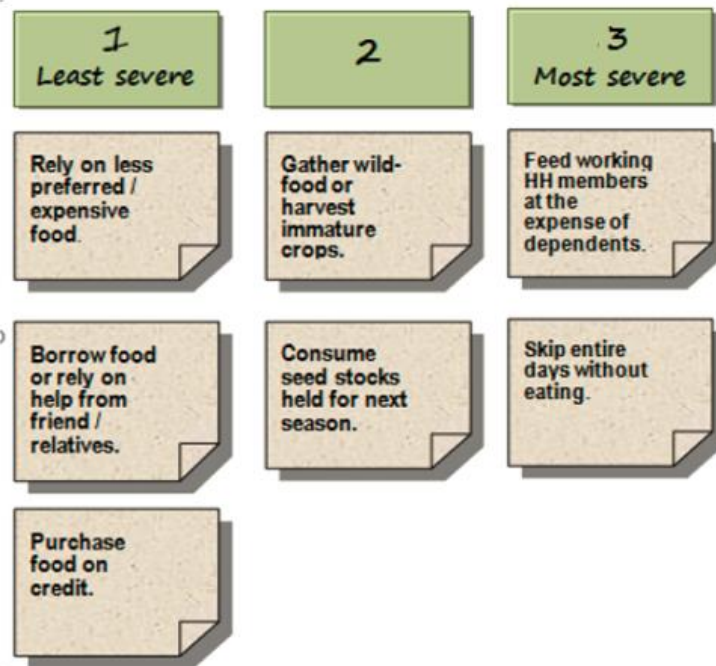 1
Least severe
2
3
Most severe
Rely on less
preferred /
expensive
food.
Gather wild-
food or
harvest
immature
crops.
Feed working
HH members
at the
expense of
dependents.
Borrow food
or rely on
help from
friend /
relatives.
Consume
seed stocks
held for next
season.
Skip entire
days without
eating.
Purchase
food on
credit.